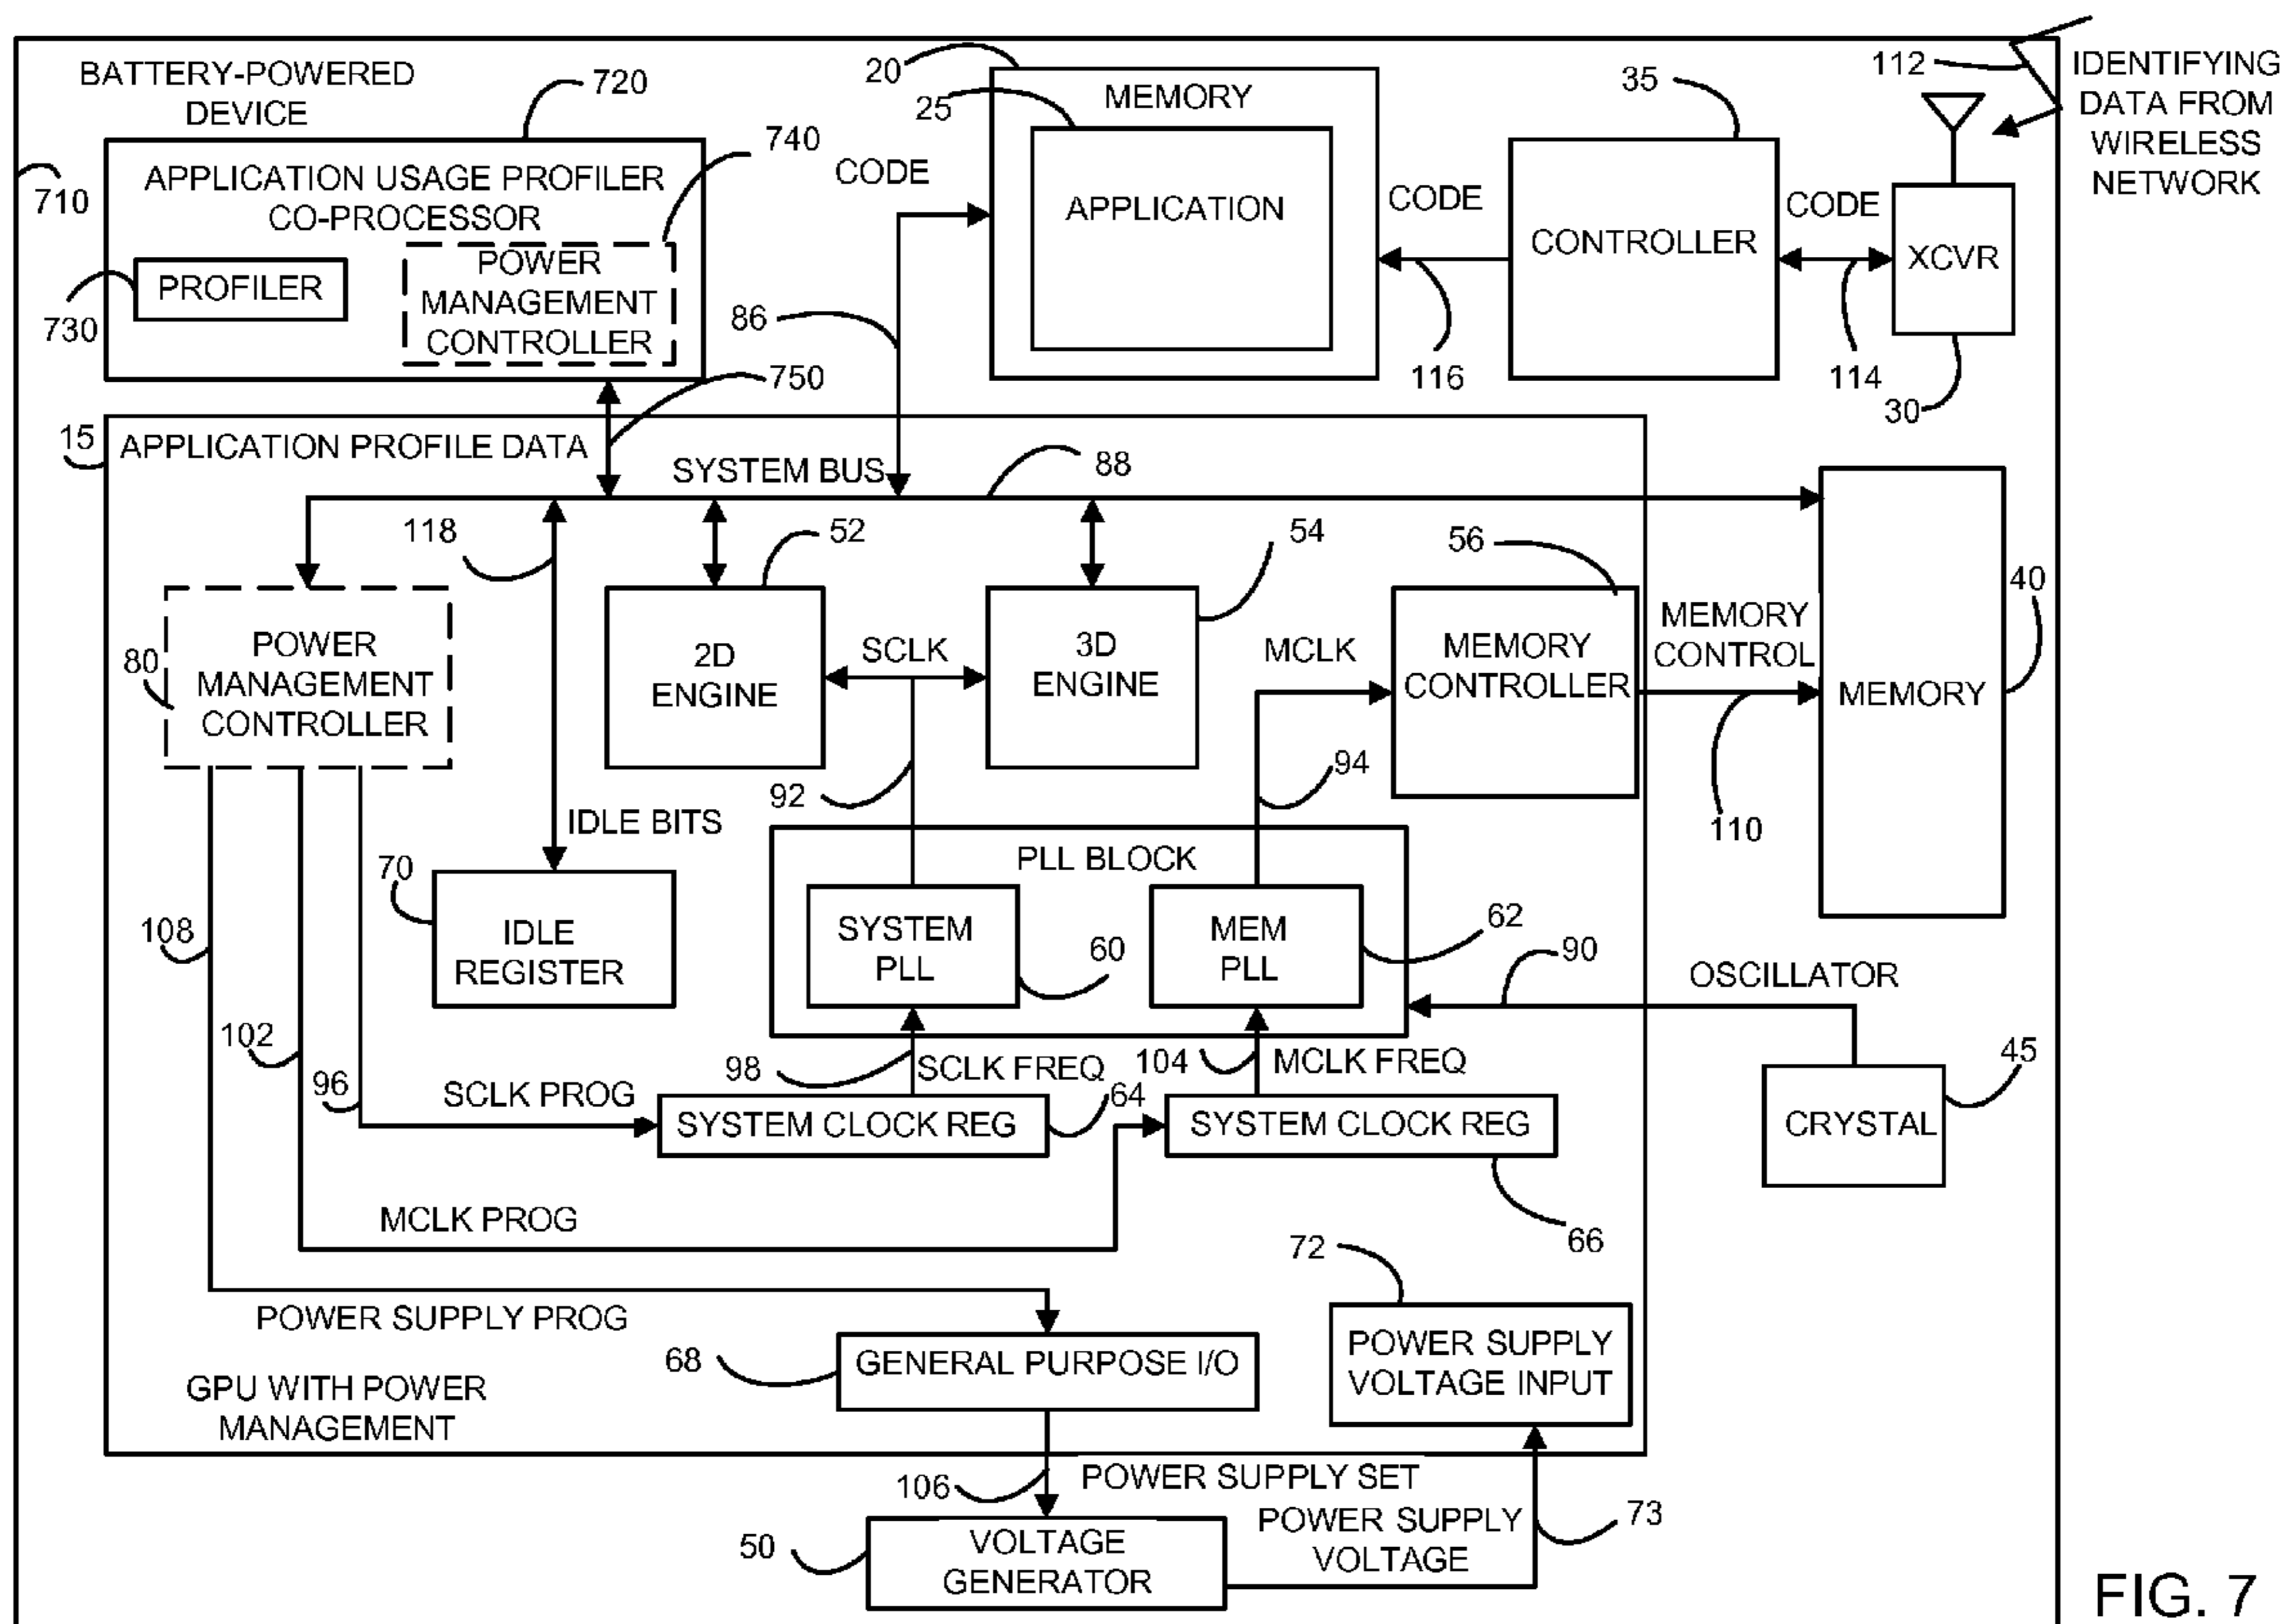 BATTERY-POWERED
DEVICE
710
720
APPLICATION USAGE PROFILER
CO-PROCESSOR
740
730
PROFILER
POWER
MANAGEMENT
CONTROLLER
750
20
25
MEMORY
APPLICATION
CODE
86
CODE
116
35
CONTROLLER
CODE
114
XCVR
30
112
IDENTIFYING
DATA FROM
WIRELESS
NETWORK
15
APPLICATION PROFILE DATA
SYSTEM BUS
88
118
52
54
56
40
80
POWER
MANAGEMENT
CONTROLLER
2D
ENGINE
SCLK
3D
ENGINE
MCLK
MEMORY
CONTROLLER
MEMORY
CONTROL
MEMORY
92
94
110
IDLE BITS
70
IDLE
REGISTER
PLL BLOCK
SYSTEM
PLL
60
MEM
PLL
62
90
OSCILLATOR
108
102
96
SCLK PROG
98
SCLK FREQ
104
MCLK FREQ
45
CRYSTAL
SYSTEM CLOCK REG
64
SYSTEM CLOCK REG
66
MCLK PROG
72
POWER SUPPLY PROG
68
GENERAL PURPOSE I/O
POWER SUPPLY
VOLTAGE INPUT
GPU WITH POWER
MANAGEMENT
106
POWER SUPPLY SET
50
VOLTAGE
GENERATOR
POWER SUPPLY
VOLTAGE
73
FIG. 7